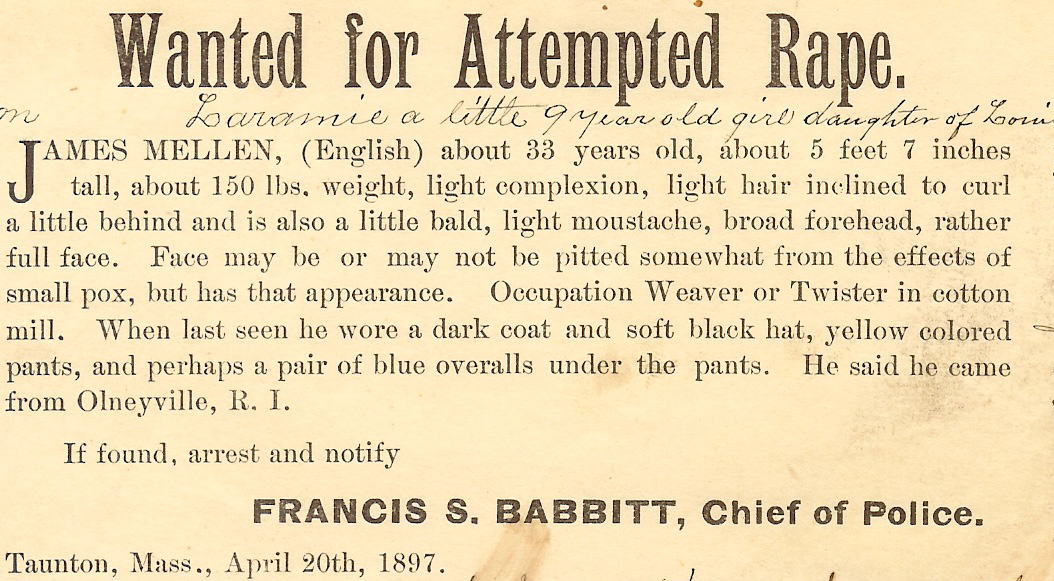 Wanted for Attempted Rape.
on Laramie a little 9 year old girl daughter of Loui
JAMES MELLEN, (English) about 33 years old, about 5 feet 7 inches
tall, about 150 lbs. weight, light complexion, light hair inclined to curl
a little behind and is also a little bald, light moustache, broad forehead, rather
full face. Face may be or may not be pitted somewhat from the effects of
small pox, but has that appearance. Occupation Weaver or Twister in cotton
mill. When last seen he wore a dark coat and soft black hat, yellow colored
pants, and perhaps a pair of blue overalls under the pants. He said he came
from Olneyville, R. I.
If found, arrest and notify
FRANCIS S. BABBITT, Chief of Police.
Taunton, Mass., April 20th, 1897.